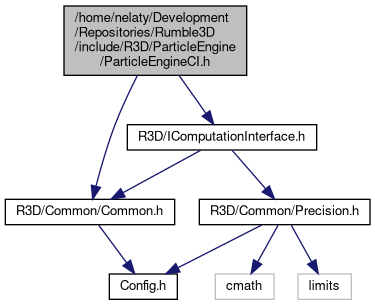 /home/nelaty/Development
/Repositories/Rumble3D
/include/R3D/ParticleEngine
/ParticleEngineCI.h
R3D/IComputationInterface.h
R3D/Common/Common.h
R3D/Common/Precision.h
Config.h
cmath
limits